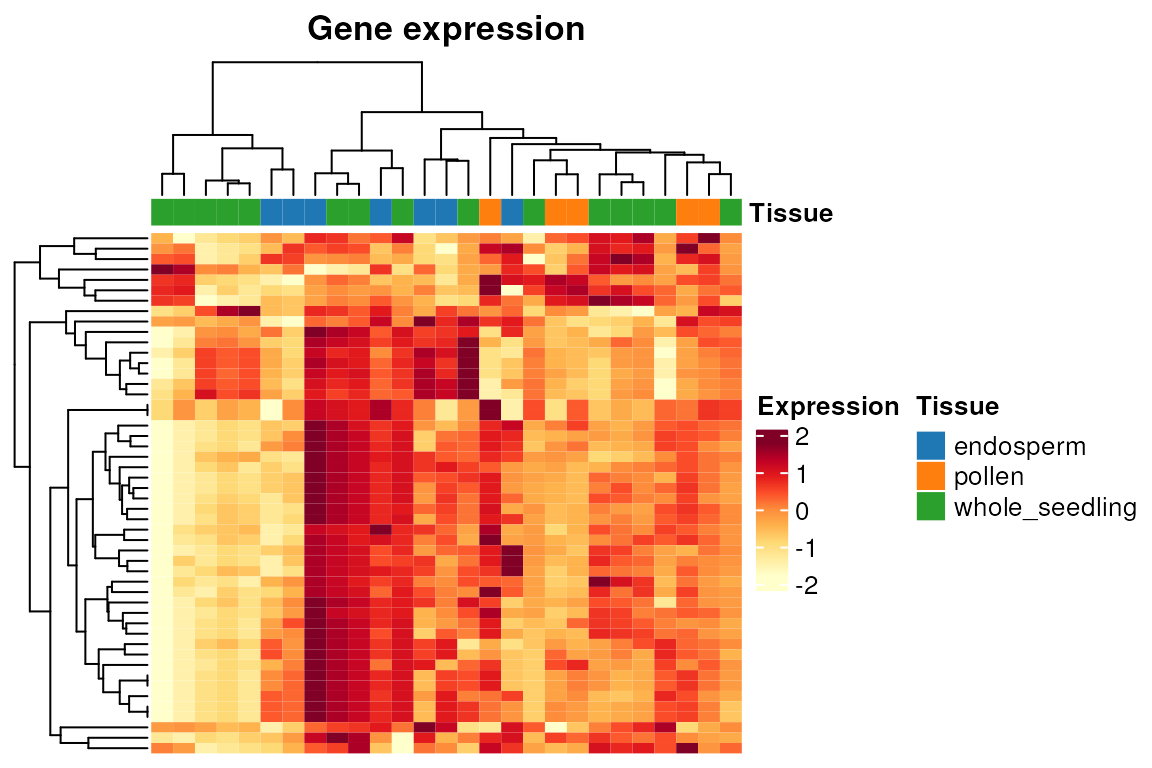 Gene expression
Tissue
Expression
2
1
0
-1
-2
Tissue
endosperm
pollen
whole_seedling